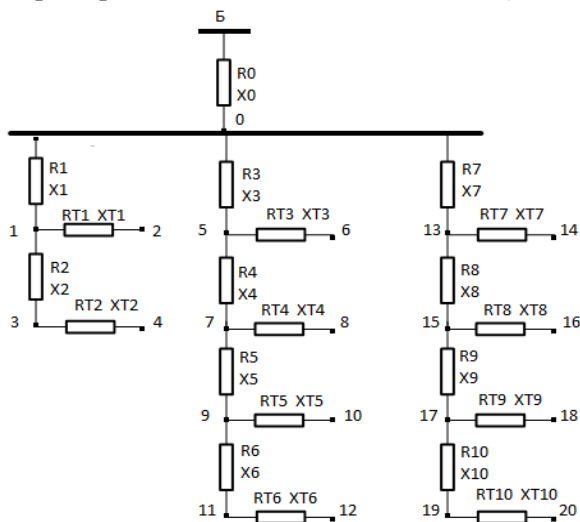 Б
R0
X0
0
R1
X1
R3
X3
R7
X7
1
RT1 XT1
2
5
RT3 XT3
6
13
RT7 XT7
14
R2
X2
R4
X4
R8
X8
3
RT2 XT2
4
7
RT4 XT4
8
15
RT8 XT8
16
R5
X5
R9
X9
9
RT5 XT5
10
17
RT9 XT9
18
R6
X6
R10
X10
11
RT6 XT6
12
19
RT10 XT10
20